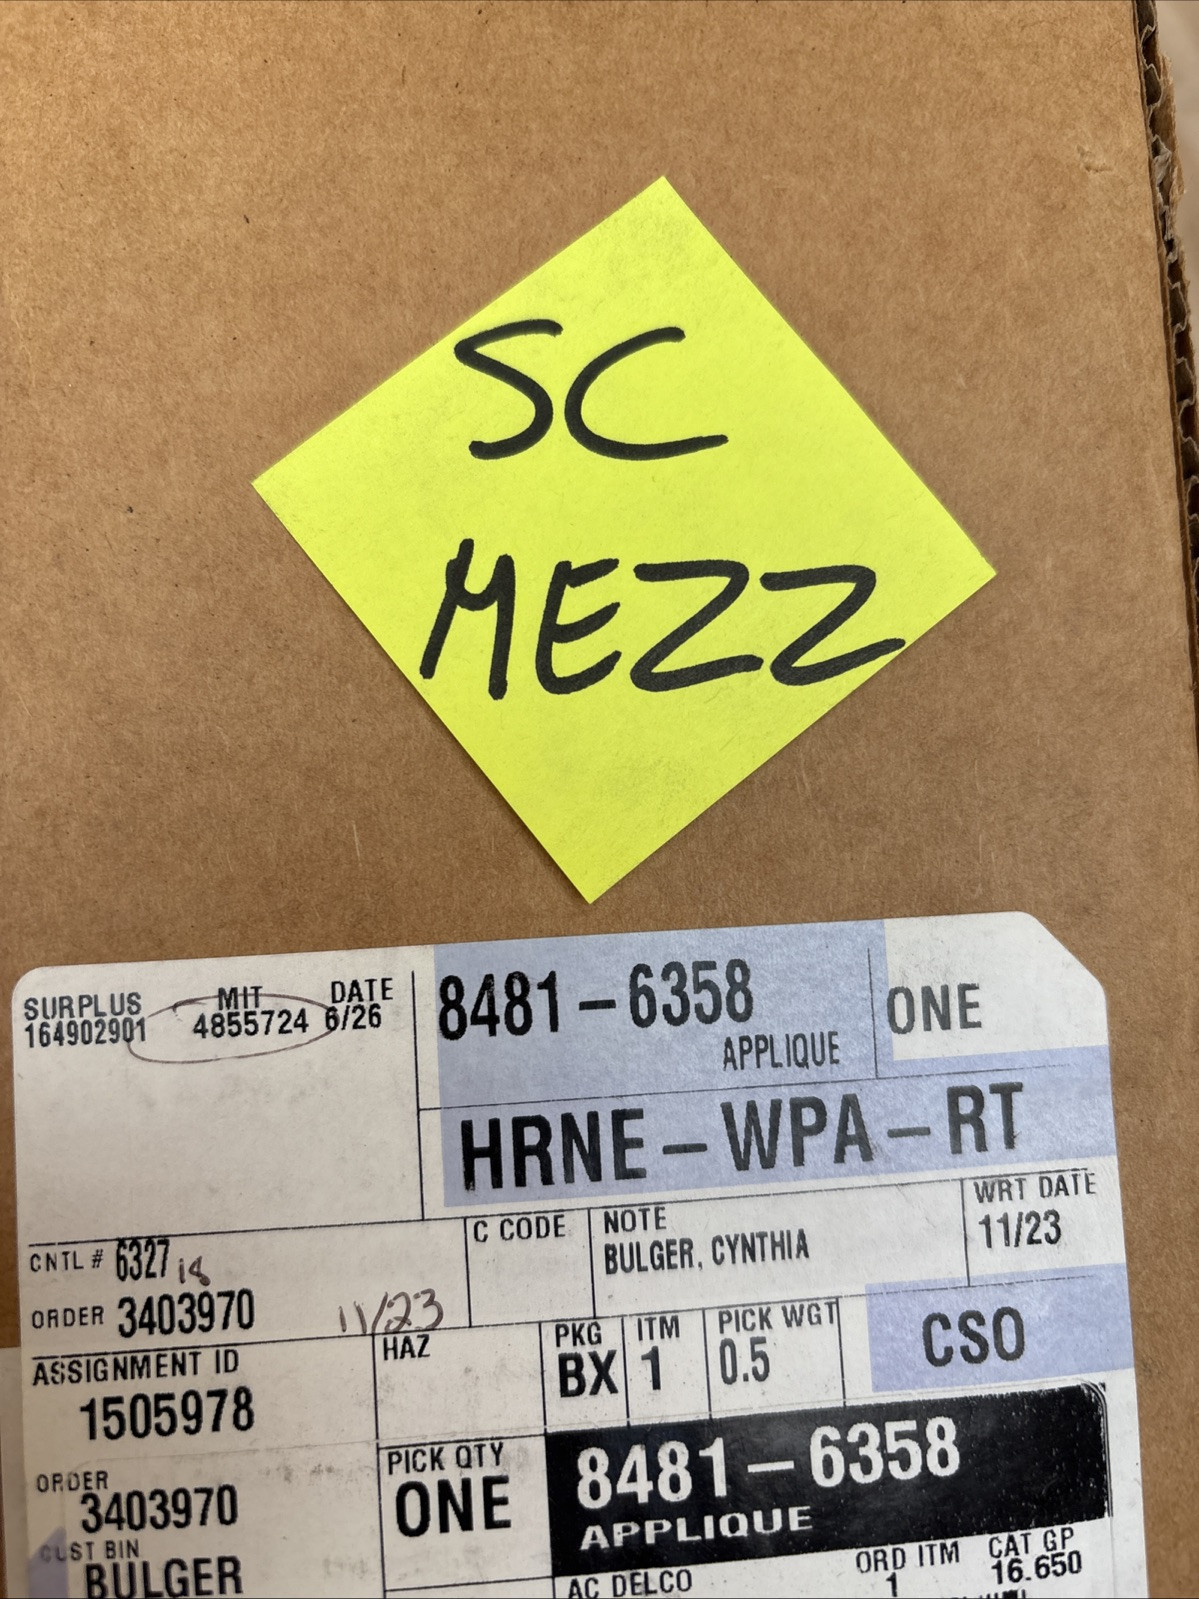 SC
MEZZ
SURPLUS MIT DATE
164902901 4855724 6/26
8481-6358
APPLIQUE
ONE
HRNE-WPA-RT
CNTL # 6327 18
ORDER 3403970
11/23
C CODE
NOTE
BULGER, CYNTHIA
WRT DATE
11/23
ASSIGNMENT ID
1505978
HAZ
PKG
BX
ITM
1
PICK WGT
0.5
CSO
ORDER
3403970
CUST BIN
BULGER
PICK QTY
ONE
8481-6358
APPLIQUE
AC DELCO
ORD ITM
1
CAT GP
16.650